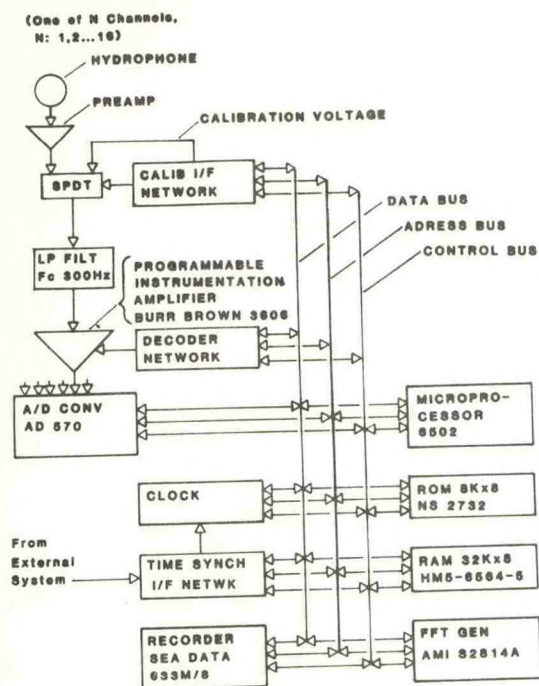 (One of N Channels,
N: 1,2...16)
HYDROPHONE
PREAMP
CALIBRATION VOLTAGE
SPDT
CALIB I/F
NETWORK
DATA BUS
ADRESS BUS
CONTROL BUS
LP FILT
Fc 300Hz
PROGRAMMABLE
INSTRUMENTATION
AMPLIFIER
BURR BROWN 3606
DECODER
NETWORK
A/D CONV
AD 570
MICROPRO-
CESSOR
6502
CLOCK
ROM 8Kx8
NS 2732
From
External
System
TIME SYNCH
I/F NETWK
RAM 32Kx8
HM5-6564-5
RECORDER
SEA DATA
633M/8
FFT GEN
AMI S2814A